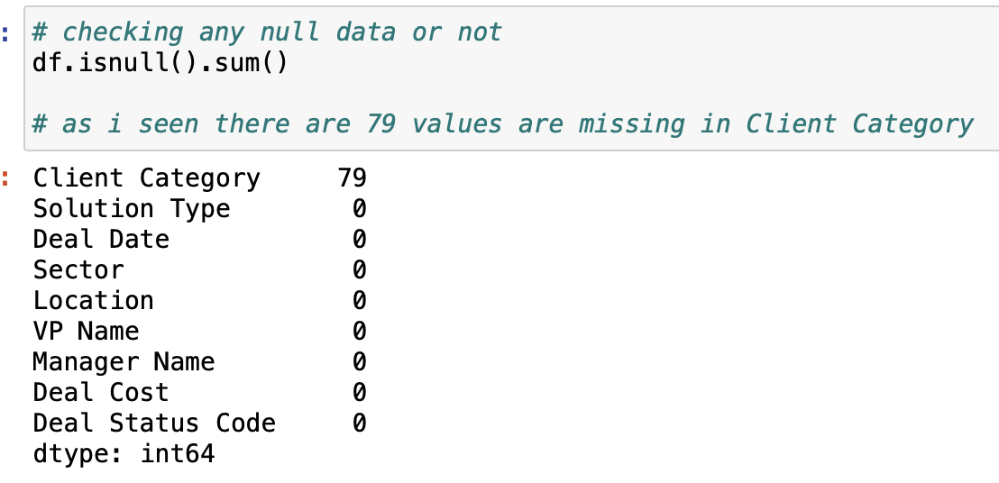 : # checking any null data or not
df.isnull().sum()
# as i seen there are 79 values are missing in Client Category
: Client Category 79
Solution Type 0
Deal Date 0
Sector 0
Location 0
VP Name 0
Manager Name 0
Deal Cost 0
Deal Status Code 0
dtype: int64